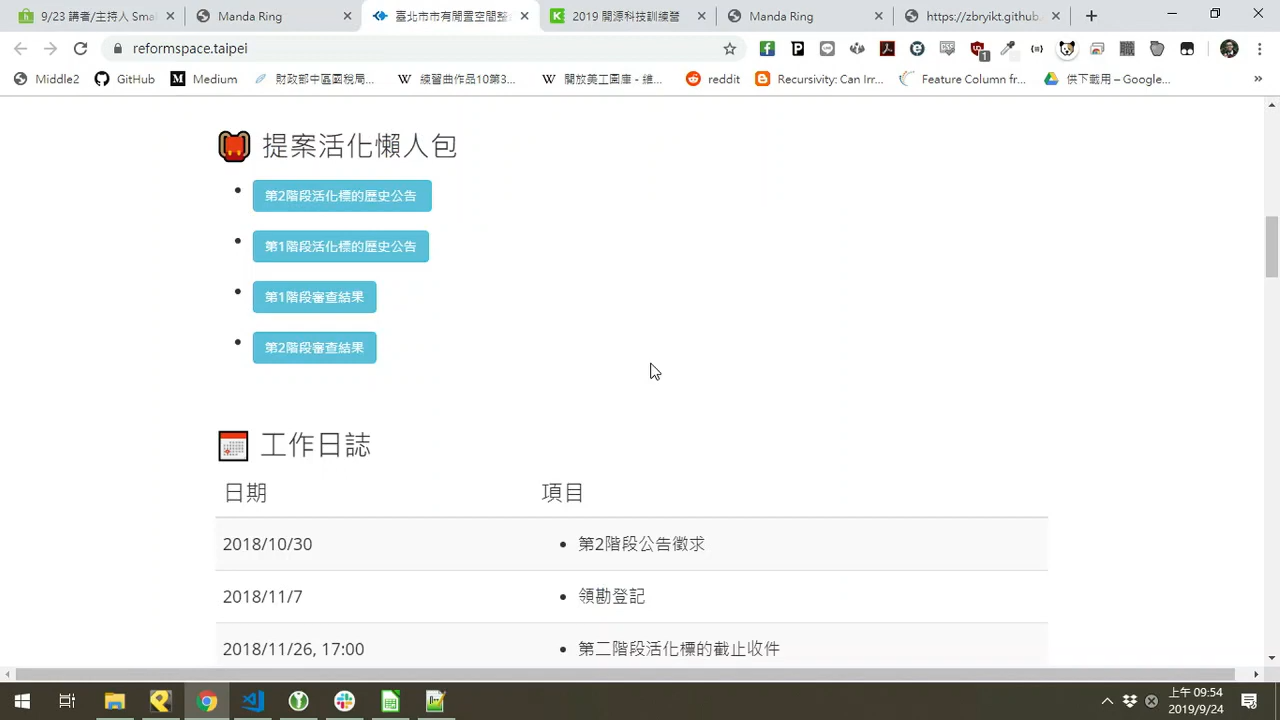 9/23 講者/主持人 Smal
Manda Ring
臺北市市有閒置空間整
2019 開源科技訓練營
Manda Ring
https://zbryikt.github.
reformspace.taipei
Middle2
GitHub
Medium
財政部中區國稅局...
練習曲作品10第3...
開放美工圖庫 - 維...
reddit
Recursivity: Can Irr...
Feature Column fr...
供下載用 – Google...
提案活化懶人包
第2階段活化標的歷史公告
第1階段活化標的歷史公告
第1階段審查結果
第2階段審查結果
工作日誌
日期 項目
2018/10/30 第2階段公告徵求
2018/11/7 領勘登記
2018/11/26, 17:00 第二階段活化標的截止收件
上午 09:54
2019/9/24